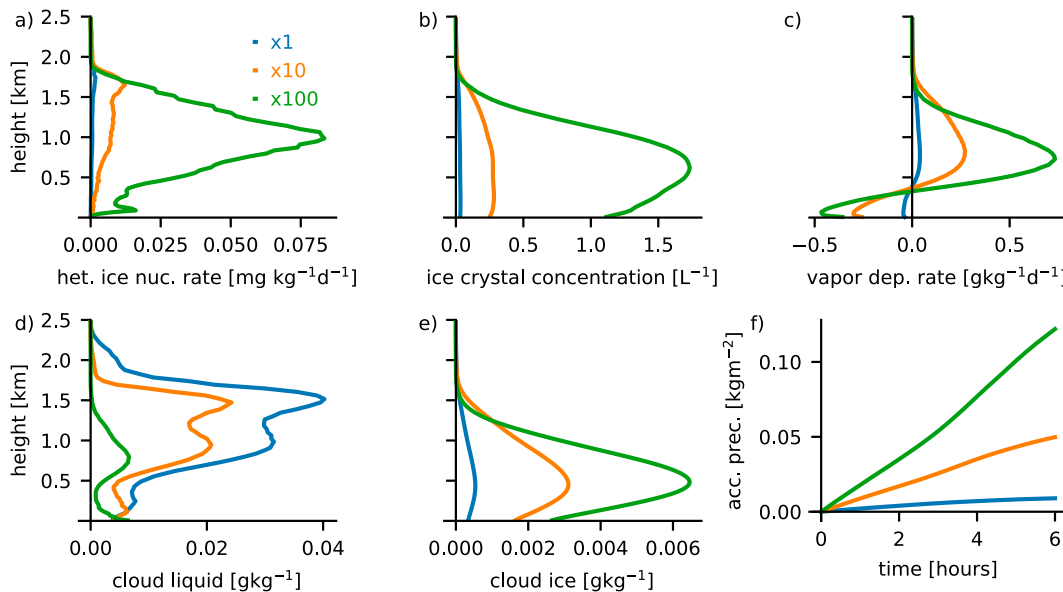 a)
2.5
2.0
1.5
1.0
0.5
height [km]
x1
x10
x100
0.000 0.025 0.050 0.075
het. ice nuc. rate [mg kg⁻¹d⁻¹]
b)
0.0 0.5 1.0 1.5
ice crystal concentration [L⁻¹]
c)
−0.5 0.0 0.5
vapor dep. rate [gkg⁻¹d⁻¹]
d)
2.5
2.0
1.5
1.0
0.5
height [km]
0.00 0.02 0.04
cloud liquid [gkg⁻¹]
e)
0.000 0.002 0.004 0.006
cloud ice [gkg⁻¹]
f)
acc. prec. [kgm⁻²]
0.10
0.05
0.00
0 2 4 6
time [hours]